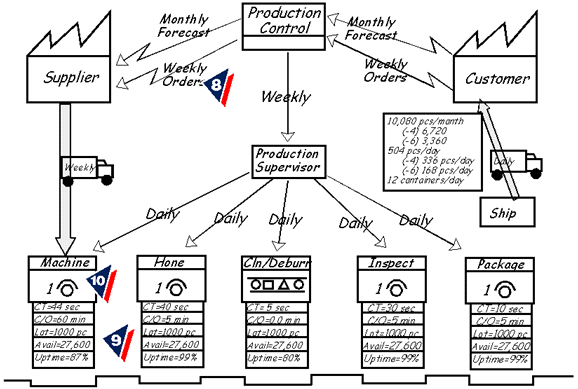 Production
Control
Monthly
Forecast
Monthly
Forecast
Supplier
Weekly
Orders
8
Weekly
Weekly
Orders
Customer
10,080 pcs/month
(-4) 6,720
(-6) 3,360
504 pcs/day
(-4) 336 pcs/day
(-6) 168 pcs/day
12 containers/day
Weekly
Production
Supervisor
Daily
Ship
Daily
Daily
Daily
Daily
Daily
Machine
1
10
CT=44 sec
C/O=60 min
Lot=1000 pc
Avail=27,600
Uptime=87%
9
Hone
1
CT=40 sec
C/O=5 min
Lot=1000 pc
Avail=27,600
Uptime=99%
Cln/Deburr
CT= 5 sec
C/O=0.0 min
Lot=1000 pc
Avail=27,600
Uptime=80%
Inspect
1
CT=30 sec
C/O=5 min
Lot=1000 pc
Avail=27,600
Uptime=99%
Package
1
CT=10 sec
C/O=5 min
Lot=1000 pc
Avail=27,600
Uptime=99%